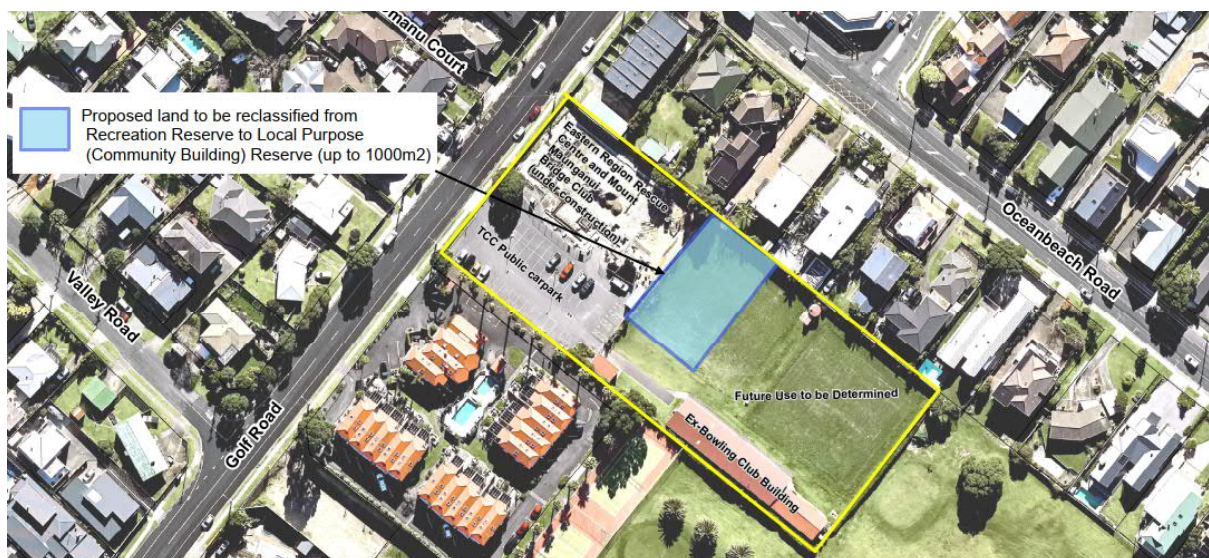 omanu Court
Proposed land to be reclassified from
Recreation Reserve to Local Purpose
(Community Building) Reserve (up to 1000m2)
Eastern Region Rescue
Centre and Mount
Maunganui
Bridge Club
(under construction)
TCC Public carpark
Oceanbeach Road
Valley Road
Golf Road
Future Use to be Determined
Ex-Bowling Club Building